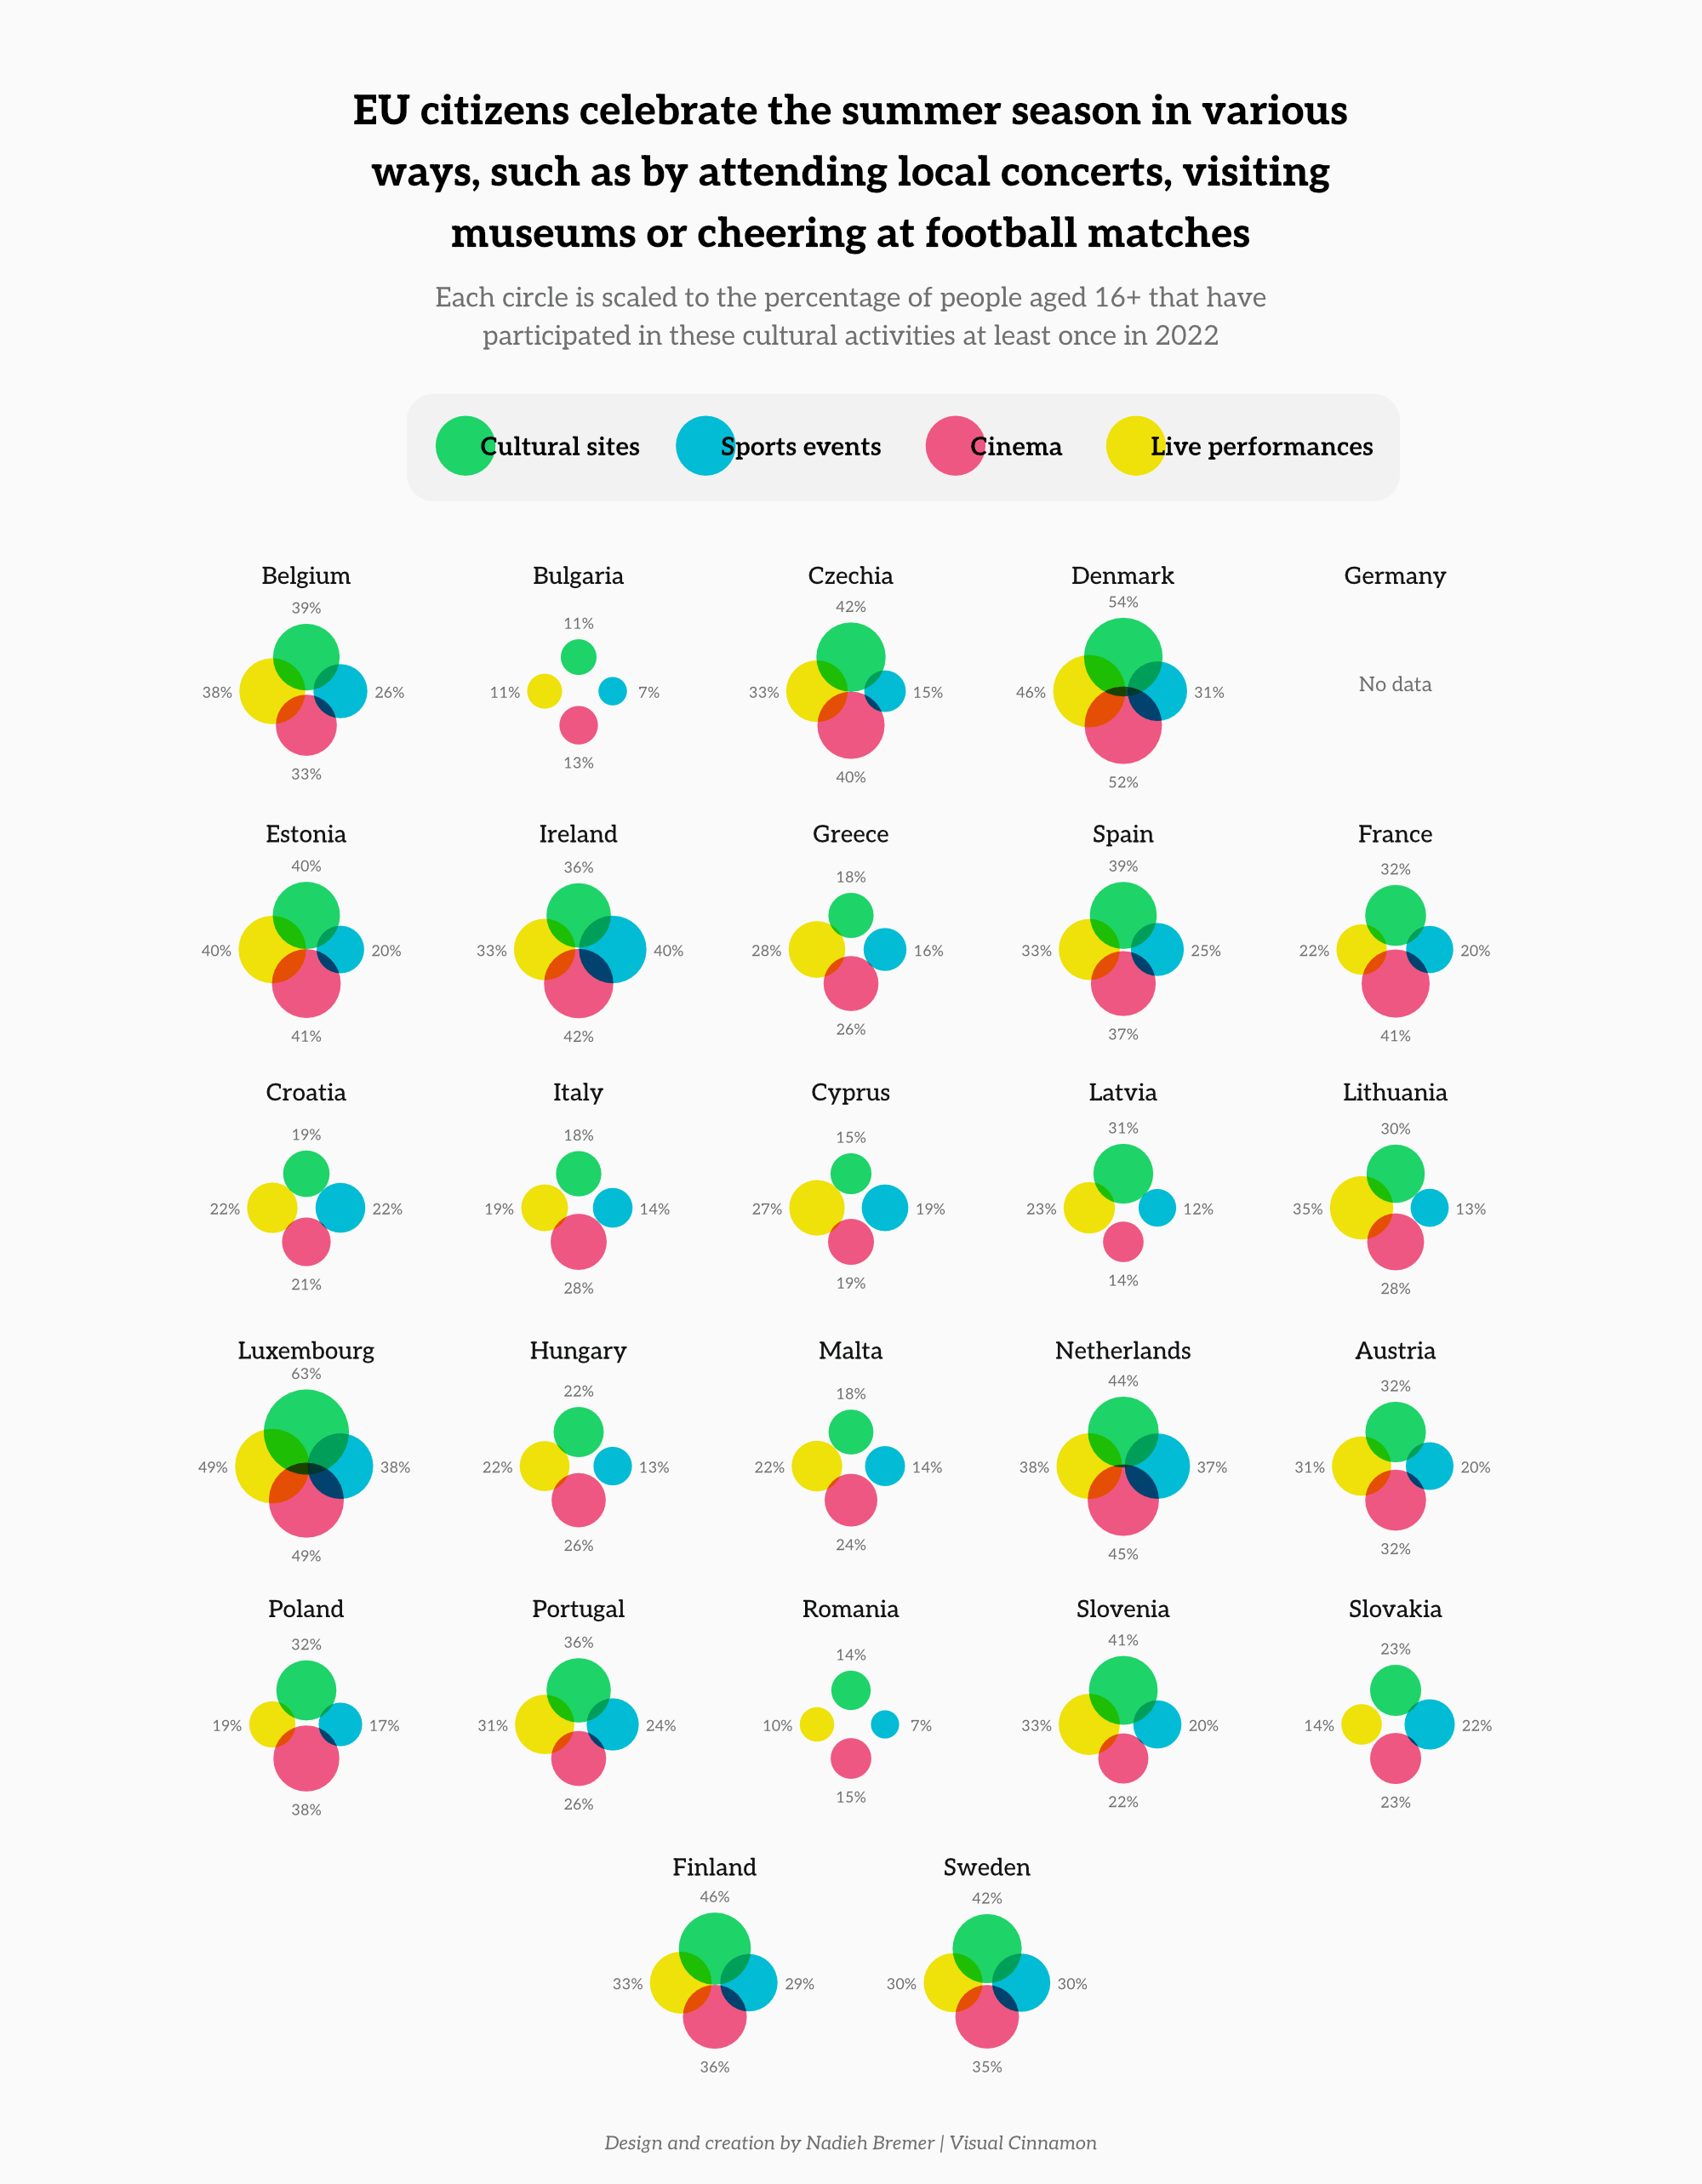 EU citizens celebrate the summer season in various
ways, such as by attending local concerts, visiting
museums or cheering at football matches
Each circle is scaled to the percentage of people aged 16+ that have
participated in these cultural activities at least once in 2022
Cultural sites Sports events Cinema Live performances
Belgium Bulgaria Czechia Denmark Germany
39% 11% 42% 54%
38% 26% 11% 7% 33% 15% 46% 31% No data
33% 13% 40% 52%
Estonia Ireland Greece Spain France
40% 36% 18% 39% 32%
40% 20% 33% 40% 28% 16% 33% 25% 22% 20%
41% 42% 26% 37% 41%
Croatia Italy Cyprus Latvia Lithuania
19% 18% 15% 31% 30%
22% 22% 19% 14% 27% 19% 23% 12% 35% 13%
21% 28% 19% 14% 28%
Luxembourg Hungary Malta Netherlands Austria
63% 22% 18% 44% 32%
49% 38% 22% 13% 22% 14% 38% 37% 31% 20%
49% 26% 24% 45% 32%
Poland Portugal Romania Slovenia Slovakia
32% 36% 14% 41% 23%
19% 17% 31% 24% 10% 7% 33% 20% 14% 22%
38% 26% 15% 22% 23%
Finland Sweden
46% 42%
33% 29% 30% 30%
36% 35%
Design and creation by Nadieh Bremer | Visual Cinnamon